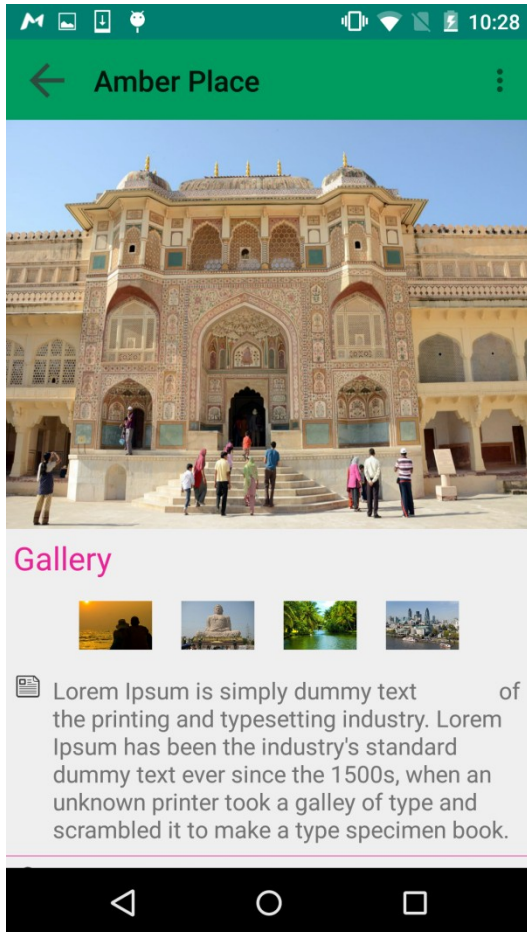 10:28
Amber Place
Gallery
Lorem Ipsum is simply dummy text of
the printing and typesetting industry. Lorem
Ipsum has been the industry's standard
dummy text ever since the 1500s, when an
unknown printer took a galley of type and
scrambled it to make a type specimen book.